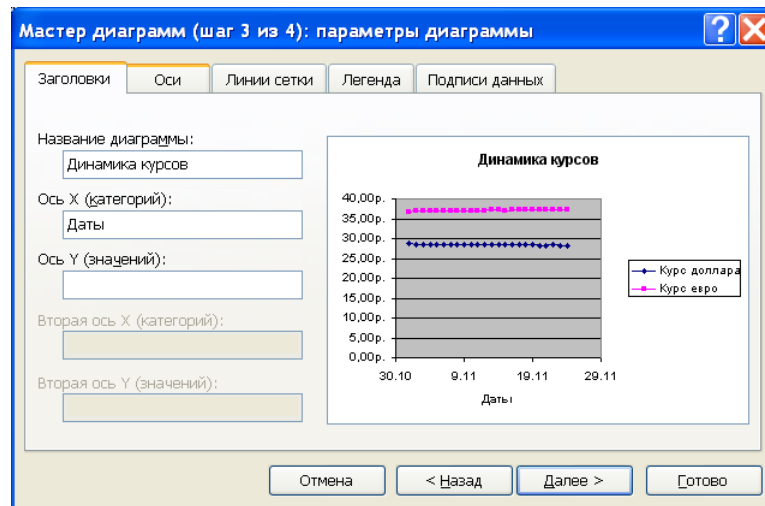 Мастер диаграмм (шаг 3 из 4): параметры диаграммы
Заголовки Оси Линии сетки Легенда Подписи данных
Название диаграммы:
Динамика курсов
Ось X (категорий):
Даты
Ось Y (значений):
Вторая ось X (категорий):
Вторая ось Y (значений):
Динамика курсов
40,00р.
35,00р.
30,00р.
25,00р.
20,00р.
15,00р.
10,00р.
5,00р.
0,00р.
30.10 9.11 19.11 29.11
Даты
Курс доллара
Курс евро
Отмена < Назад Далее > Готово